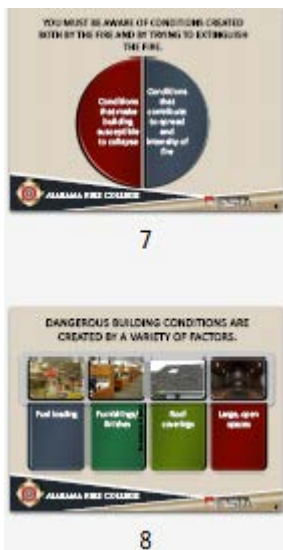 YOU MUST BE AWARE OF CONDITIONS CREATED
BOTH BY THE FIRE AND BY TRYING TO EXTINGUISH
THE FIRE.
Conditions
that make
building
susceptible
to collapse
Conditions
that
contribute
to spread
and
intensity of
fire
ALABAMA FIRE COLLEGE
IFSTA
7
DANGEROUS BUILDING CONDITIONS ARE
CREATED BY A VARIETY OF FACTORS.
Fuel loading
Furnishings/
finishes
Roof
coverings
Large, open
spaces
ALABAMA FIRE COLLEGE
IFSTA
8